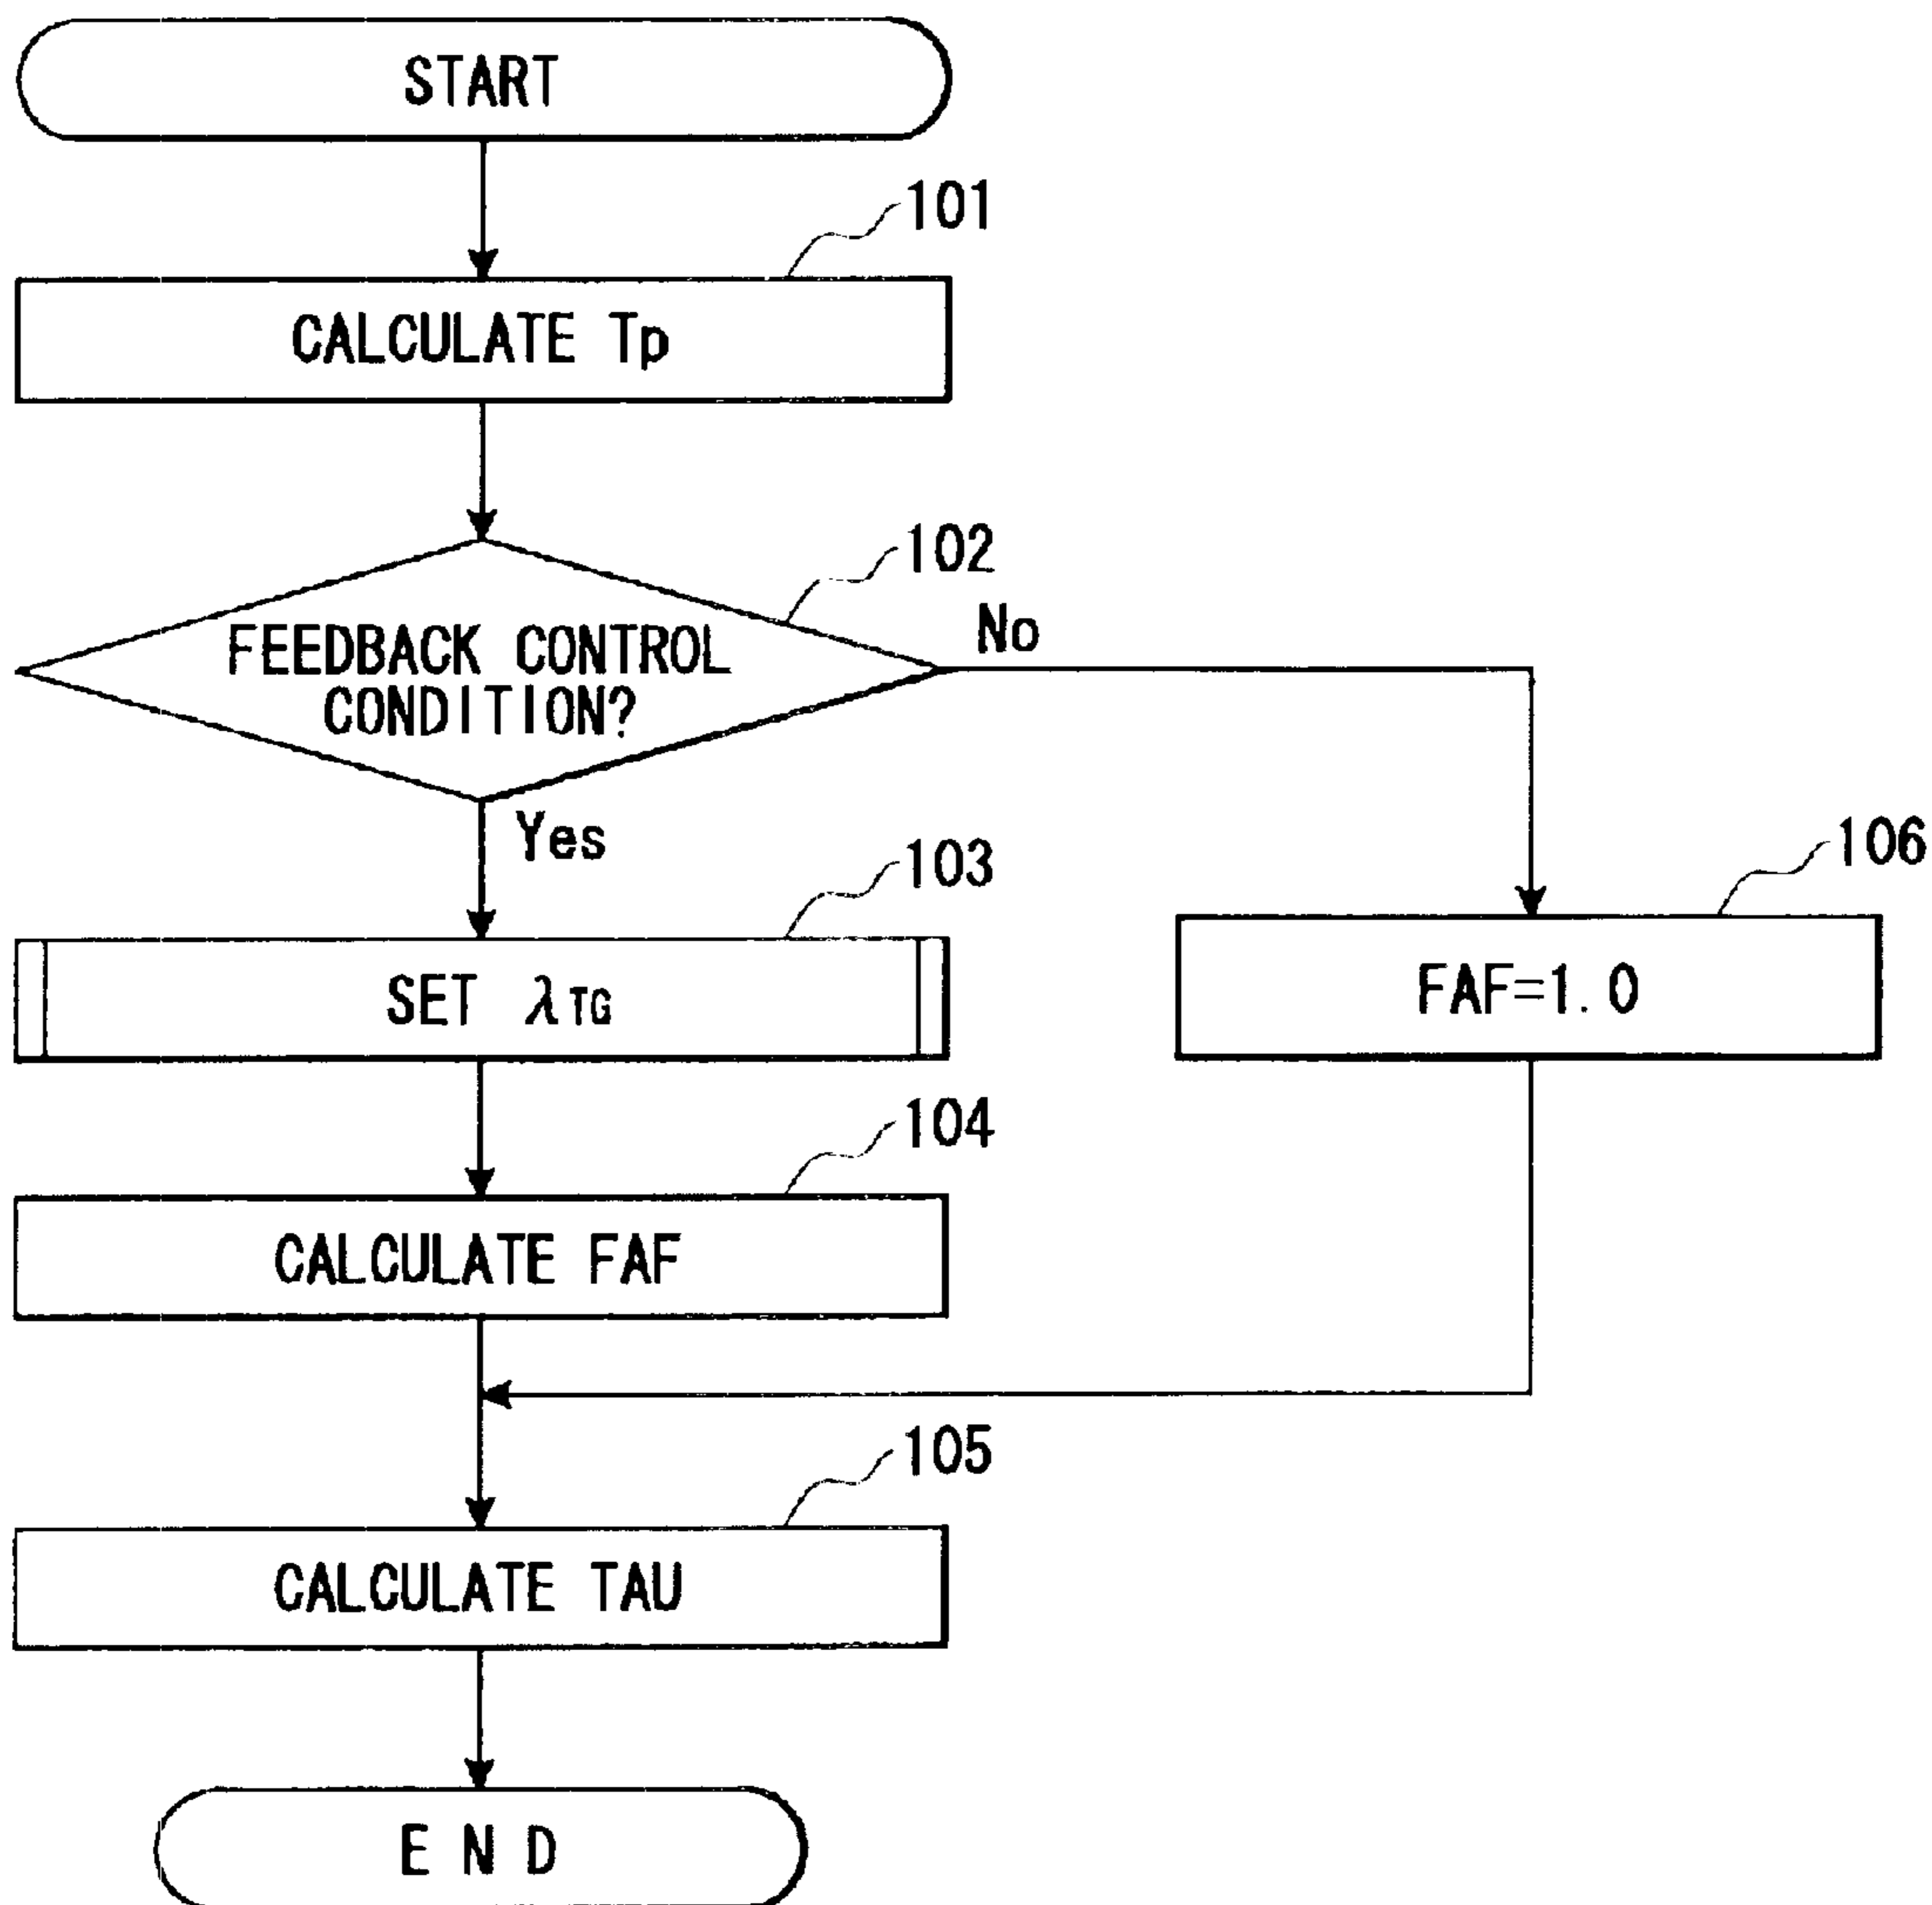 START
101
CALCULATE Tp
102
No
FEEDBACK CONTROL
CONDITION?
Yes
103
106
SET λTG
FAF=1.0
104
CALCULATE FAF
105
CALCULATE TAU
END